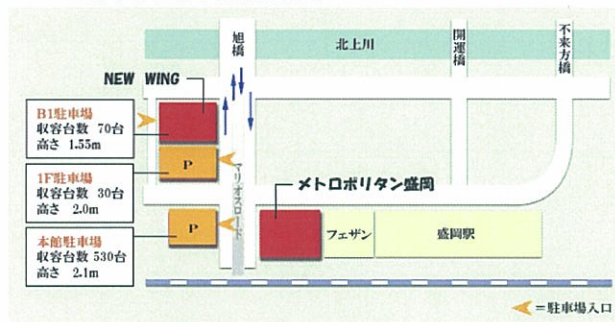 旭橋
北上川
開運橋
不来方橋
NEW WING
B1駐車場
収容台数 70台
高さ 1.55m
P
1F駐車場
収容台数 30台
高さ 2.0m
マリオスロード
メトロポリタン盛岡
本館駐車場
収容台数 530台
高さ 2.1m
P
フェザン
盛岡駅
=駐車場入口